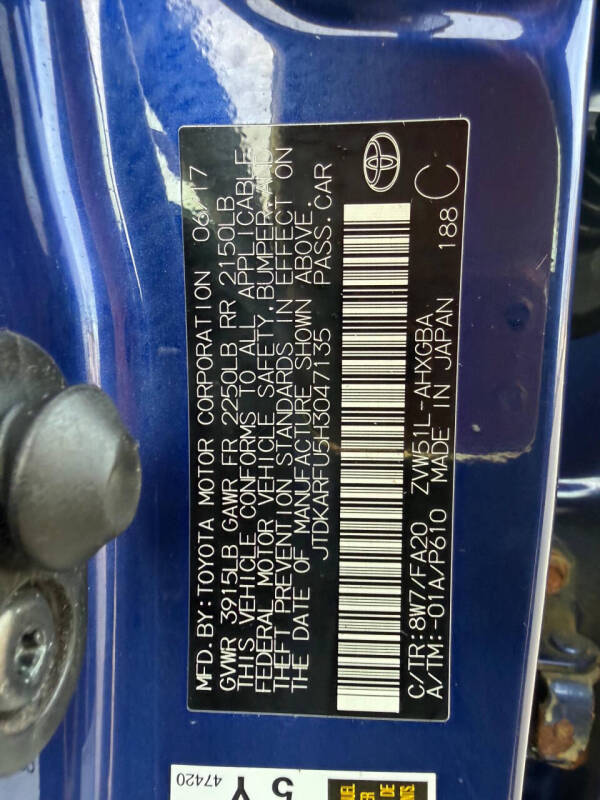 MFD. BY: TOYOTA MOTOR CORPORATION 06/17
GVWR 3915LB GAWR FR 2250LB RR 2150LB
THIS VEHICLE CONFORMS TO ALL APPLICABLE
FEDERAL MOTOR VEHICLE SAFETY, BUMPER, AND
THEFT PREVENTION STANDARDS IN EFFECT ON
THE DATE OF MANUFACTURE SHOWN ABOVE.
JTDKARFU5H3047135 PASS. CAR
C/TR: 8W7/FA20 ZVW51L-AHXGBA
A/TM: -01A/P610 MADE IN JAPAN 188 C
47420
5 Y